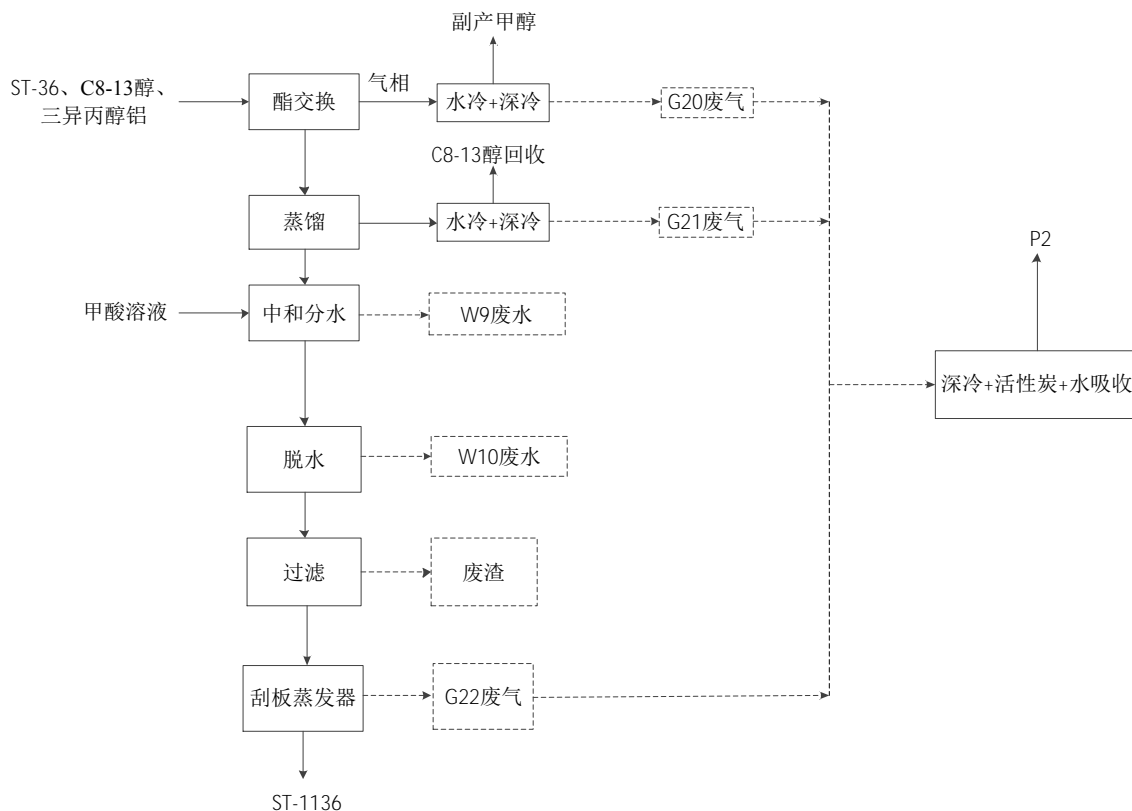 副产甲醇
ST-36、C8-13醇、
三异丙醇铝
酯交换
气相
水冷+深冷
G20废气
C8-13醇回收
蒸馏
水冷+深冷
G21废气
P2
甲酸溶液
中和分水
W9废水
深冷+活性炭+水吸收
脱水
W10废水
过滤
废渣
刮板蒸发器
G22废气
ST-1136